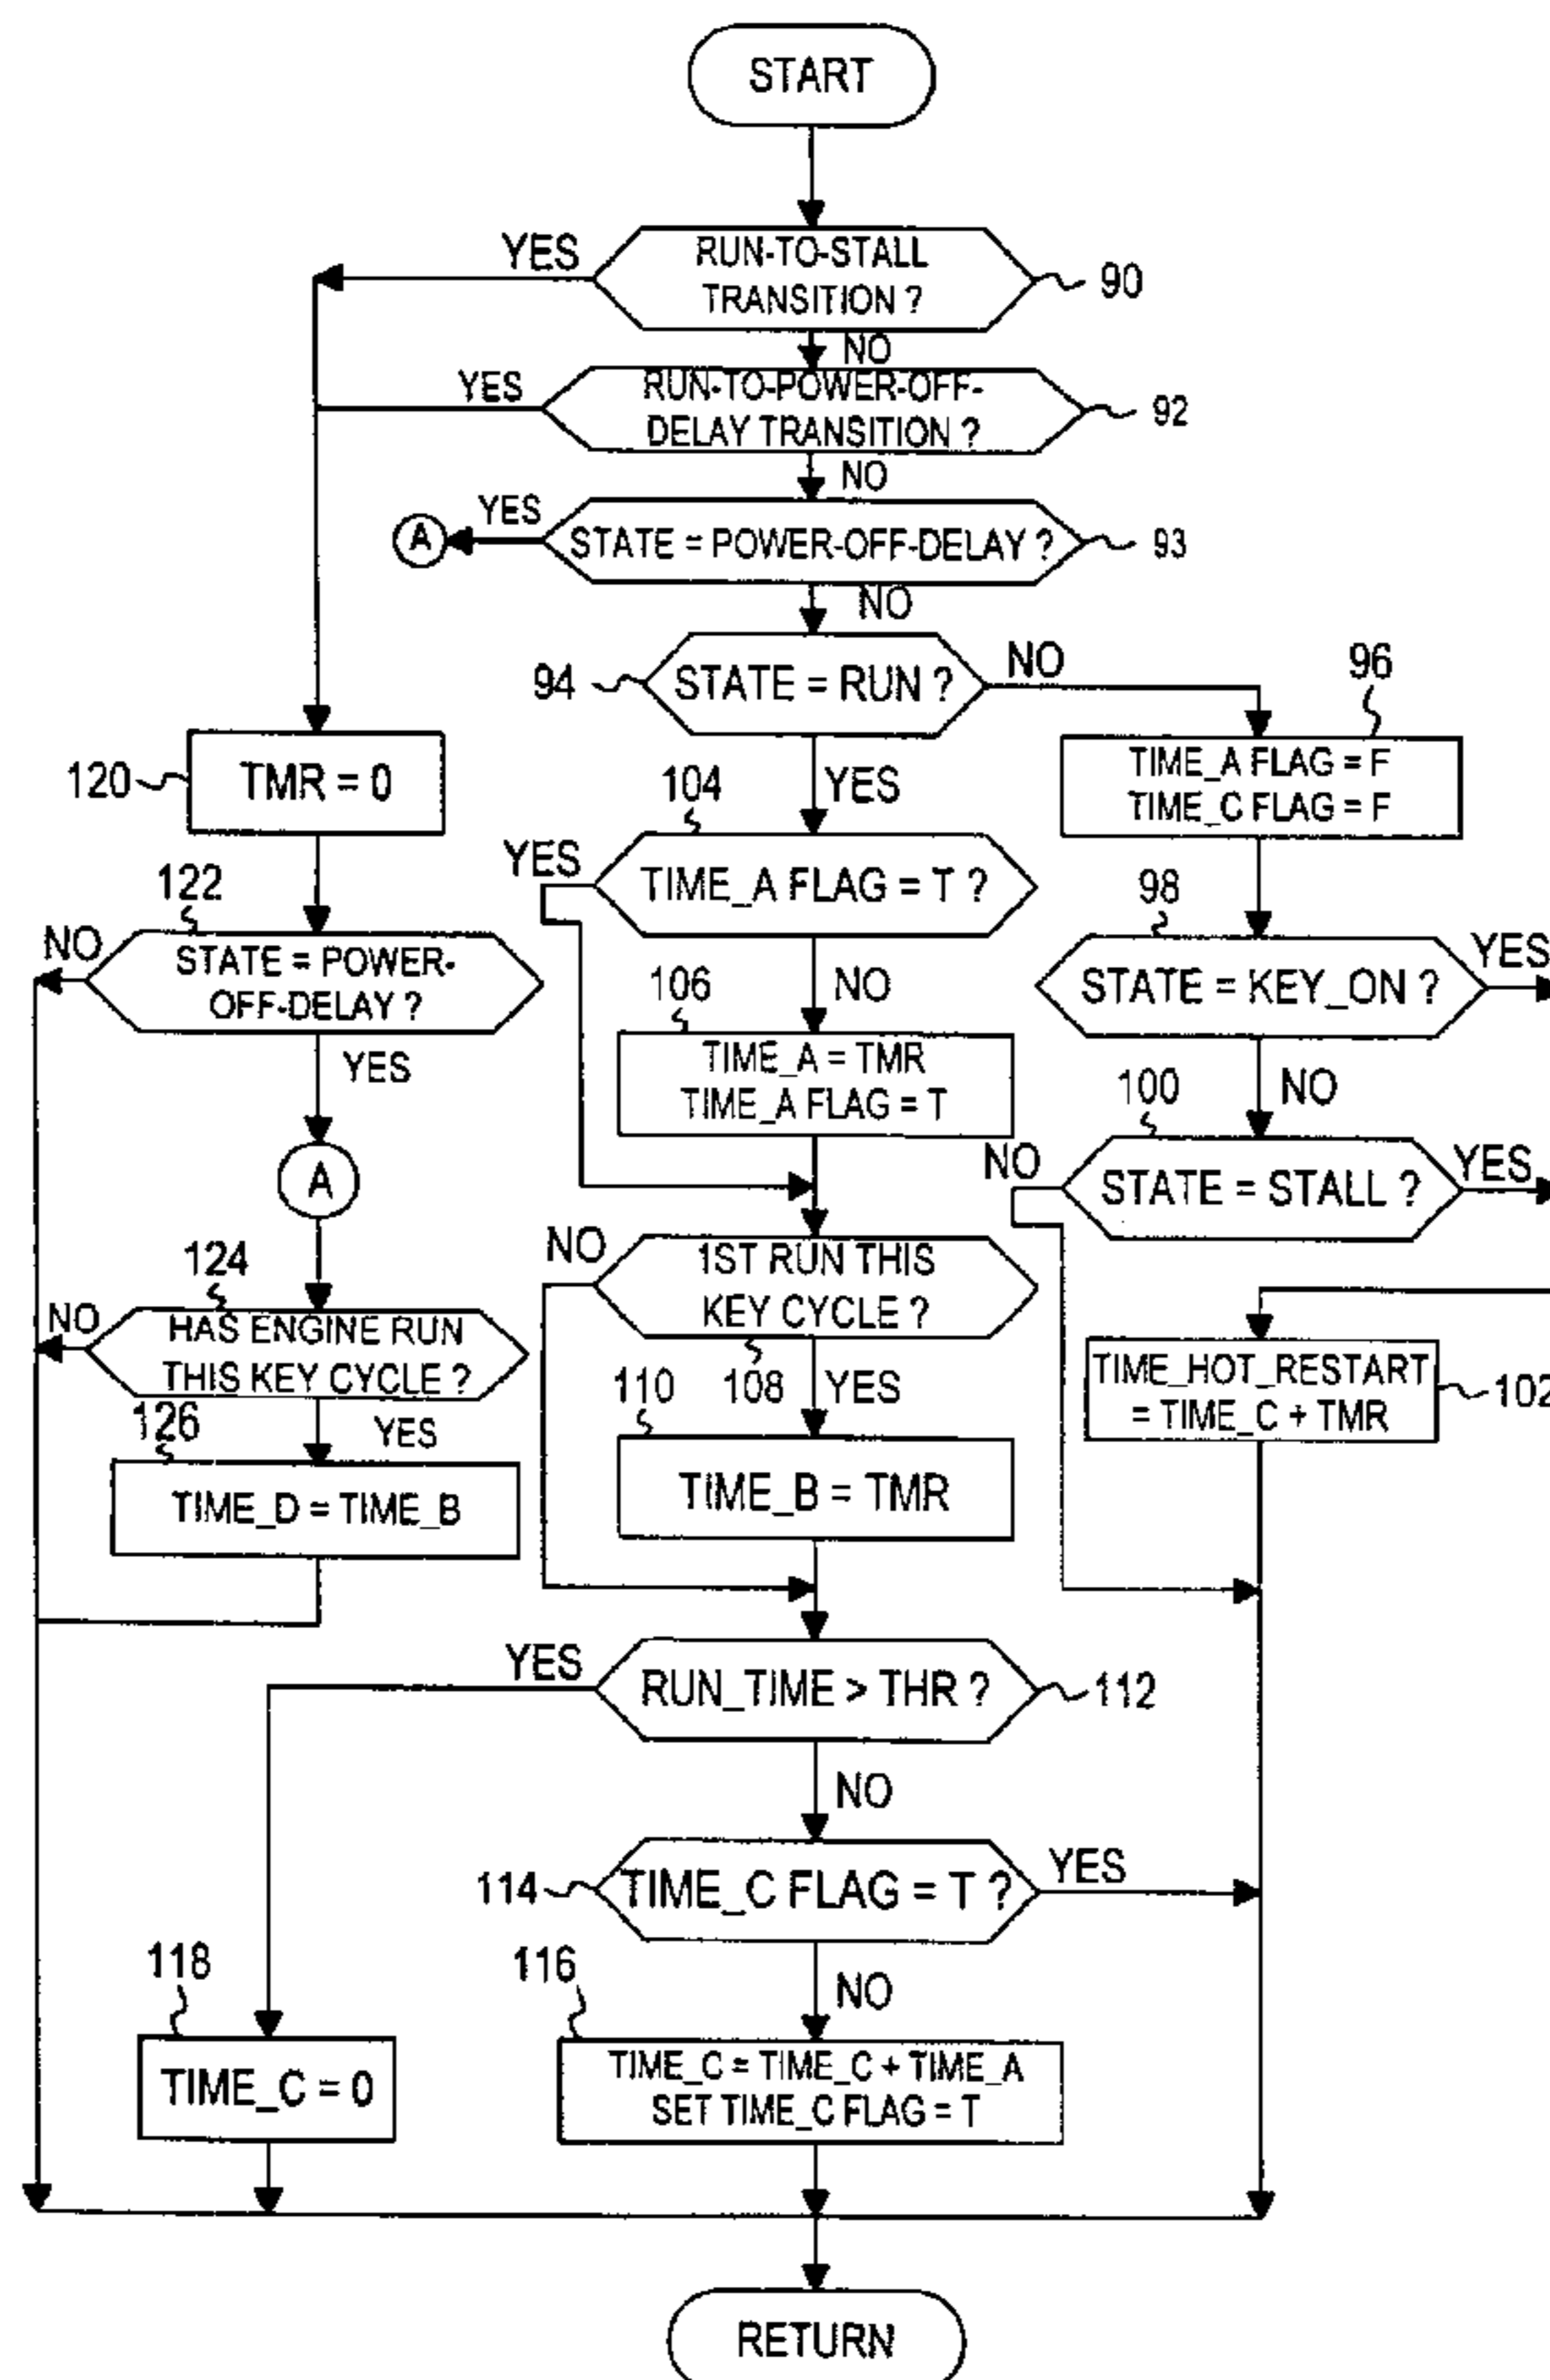 START
YES
RUN-TO-STALL
TRANSITION ?
90
NO
YES
RUN-TO-POWER-OFF-
DELAY TRANSITION ?
92
NO
YES
A
STATE = POWER-OFF-DELAY ?
93
NO
94
STATE = RUN ?
NO
96
TIME_A FLAG = F
TIME_C FLAG = F
120
TMR = 0
104
YES
YES
TIME_A FLAG = T ?
98
STATE = KEY_ON ?
YES
122
NO
STATE = POWER-
OFF-DELAY ?
YES
NO
106
TIME_A = TMR
TIME_A FLAG = T
100
NO
NO
STATE = STALL ?
YES
A
124
NO
HAS ENGINE RUN
THIS KEY CYCLE ?
YES
NO
1ST RUN THIS
KEY CYCLE ?
108
YES
110
TIME_HOT_RESTART
= TIME_C + TMR
102
126
TIME_D = TIME_B
TIME_B = TMR
YES
RUN_TIME > THR ?
112
NO
114
TIME_C FLAG = T ?
YES
NO
118
TIME_C = 0
116
TIME_C = TIME_C + TIME_A
SET TIME_C FLAG = T
RETURN